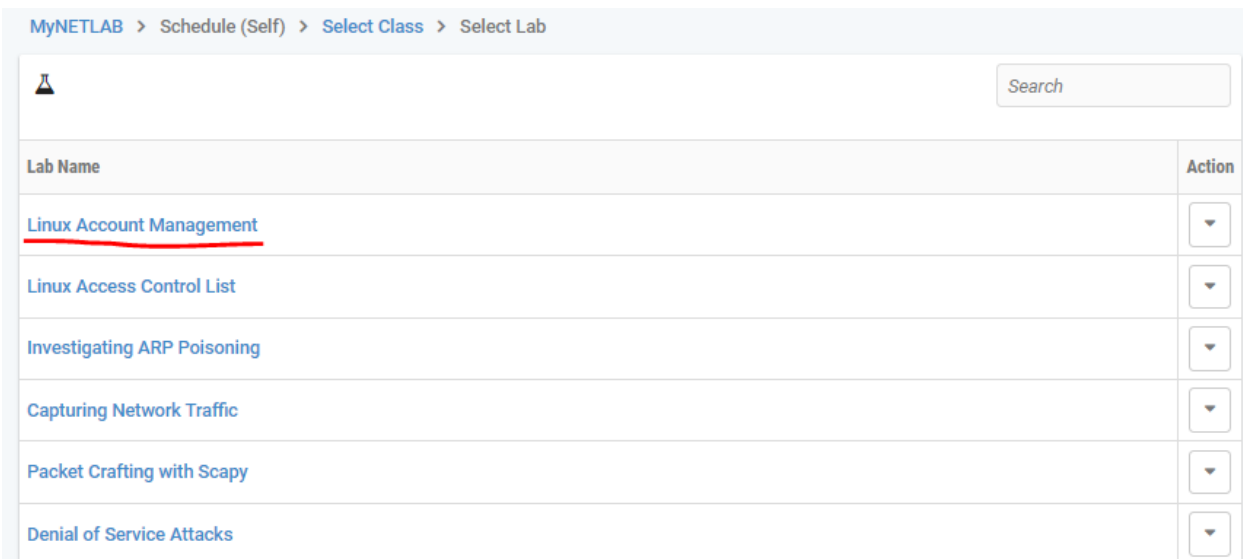 MyNETLAB > Schedule (Self) > Select Class > Select Lab
Search
Lab Name Action
Linux Account Management
Linux Access Control List
Investigating ARP Poisoning
Capturing Network Traffic
Packet Crafting with Scapy
Denial of Service Attacks